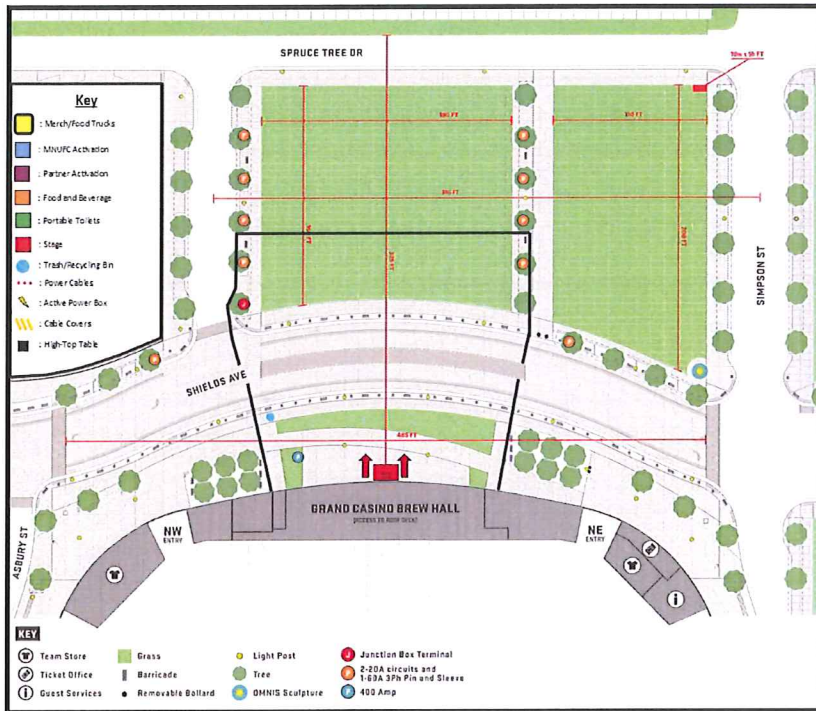 SPRUCE TREE DR
Key
: Merch/Food Trucks
: MNUFC Activation
: Partner Activation
: Food and Beverage
: Portable Toilets
: Stage
: Trash/Recycling Bin
: Power Cables
: Active Power Box
: Cable Covers
: High-Top Table
SIMPSON ST
SHIELDS AVE
465 FT
GRAND CASINO BREW HALL
NW
ENTRY
NE
ENTRY
ASBURY ST
KEY
Team Store
Grass
Light Post
J
Junction Box Terminal
Ticket Office
Barricade
Tree
P
2-20A circuits and
1-60A 3Ph Pin and Sleeve
i
Guest Services
Removable Bollard
OMNIS Sculpture
P
400 Amp